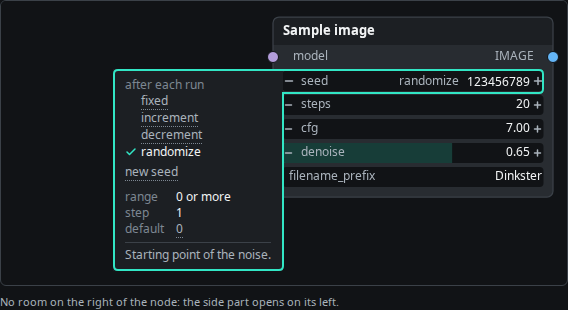 Sample image
model IMAGE
seed randomize 123456789 +
steps 20 +
cfg 7.00 +
denoise 0.65 +
filename_prefix Dinkster
after each run
fixed
increment
decrement
✓ randomize
new seed
range 0 or more
step 1
default 0
Starting point of the noise.
No room on the right of the node: the side part opens on its left.